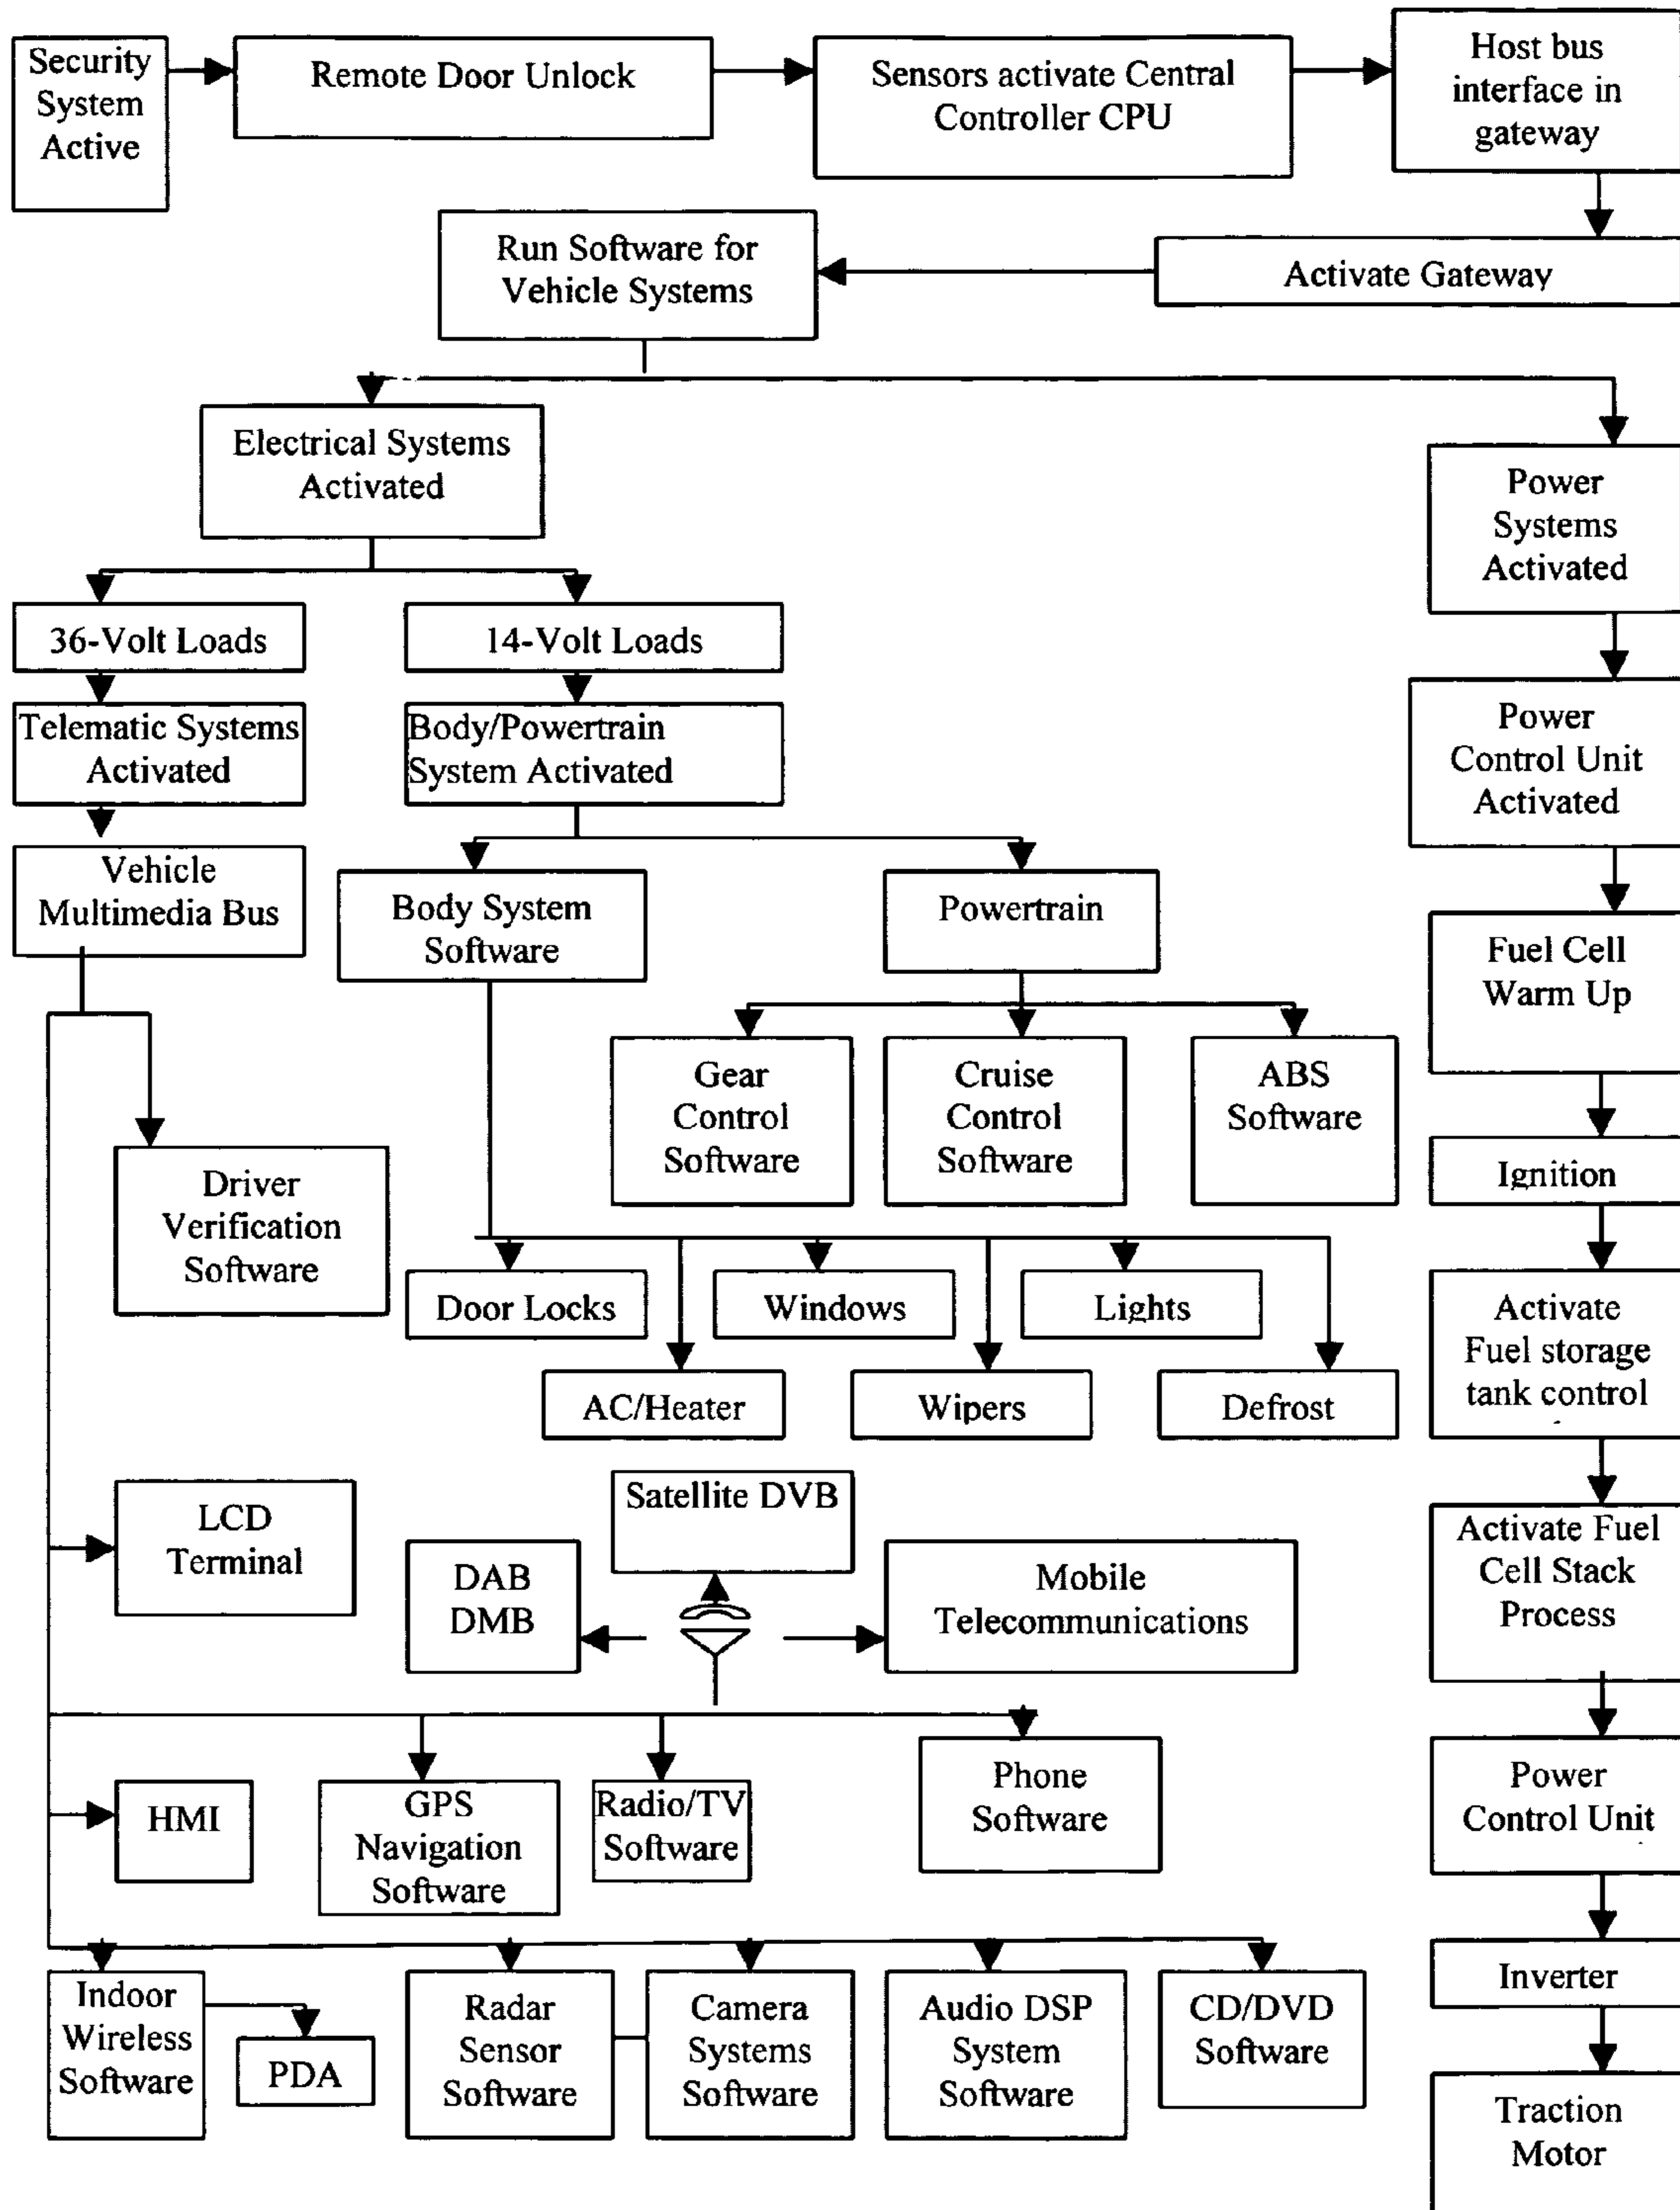 Security
System
Active
Remote Door Unlock
Sensors activate Central
Controller CPU
Host bus
interface in
gateway
Run Software for
Vehicle Systems
Activate Gateway
Electrical Systems
Activated
Power
Systems
Activated
36-Volt Loads
14-Volt Loads
Telematic Systems
Activated
Body/Powertrain
System Activated
Power
Control Unit
Activated
Vehicle
Multimedia Bus
Body System
Software
Powertrain
Fuel Cell
Warm Up
Gear
Control
Software
Cruise
Control
Software
ABS
Software
Ignition
Driver
Verification
Software
Door Locks
Windows
Lights
Activate
Fuel storage
tank control
AC/Heater
Wipers
Defrost
LCD
Terminal
Satellite DVB
DAB
DMB
Mobile
Telecommunications
Activate Fuel
Cell Stack
Process
HMI
GPS
Navigation
Software
Radio/TV
Software
Phone
Software
Power
Control Unit
Indoor
Wireless
Software
PDA
Radar
Sensor
Software
Camera
Systems
Software
Audio DSP
System
Software
CD/DVD
Software
Inverter
Traction
Motor